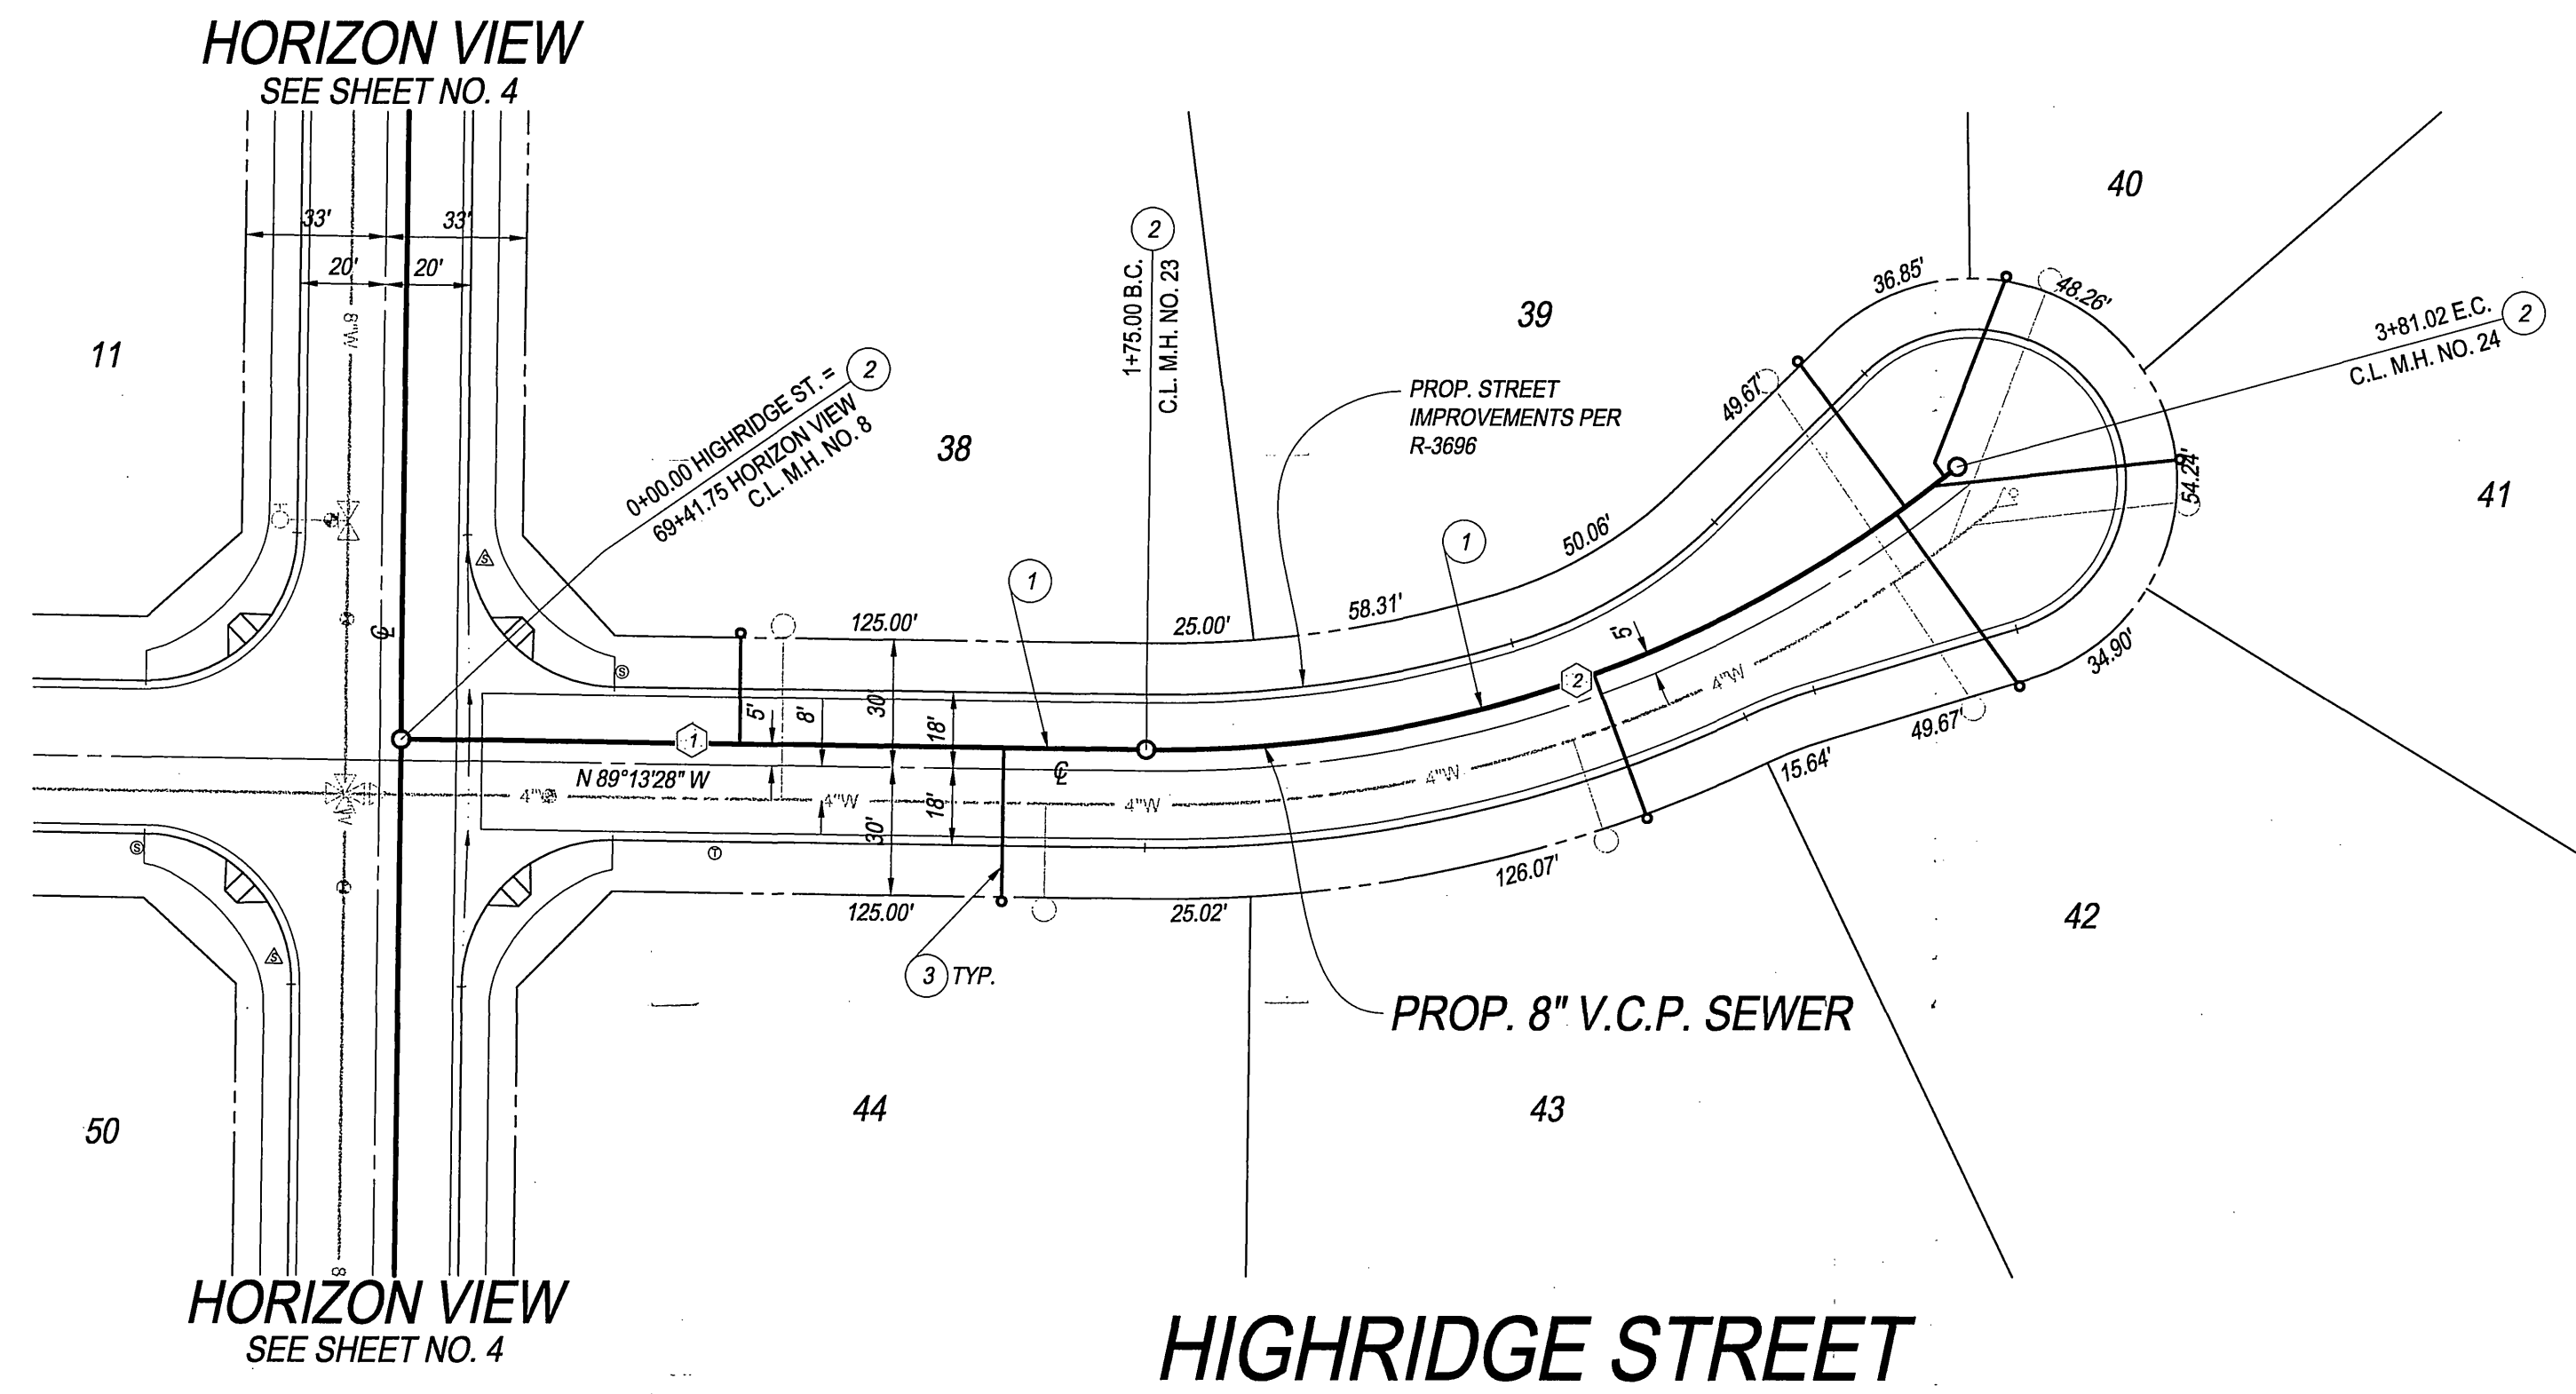 HORIZON VIEW
SEE SHEET NO. 4
33'
33'
20'
20'
8"W
11
0+00.00 HIGHRIDGE ST. =
69+41.75 HORIZON VIEW
C.L. M.H. NO. 8
2
38
1+75.00 B.C.
C.L. M.H. NO. 23
2
39
PROP. STREET
IMPROVEMENTS PER
R-3696
40
36.85'
48.26'
3+81.02 E.C.
C.L. M.H. NO. 24
2
49.67'
54.24'
41
50.06'
58.31'
1
1
125.00'
25.00'
5'
8'
30'
18'
1
N 89°13'28" W
℄
℄
4"W
4"W
4"W
4"W
4"W
2
5'
34.90'
49.67'
15.64'
126.07'
18'
30'
125.00'
25.02'
S
S
S
S
T
3 TYP.
PROP. 8" V.C.P. SEWER
42
43
44
50
8
HORIZON VIEW
SEE SHEET NO. 4
HIGHRIDGE STREET